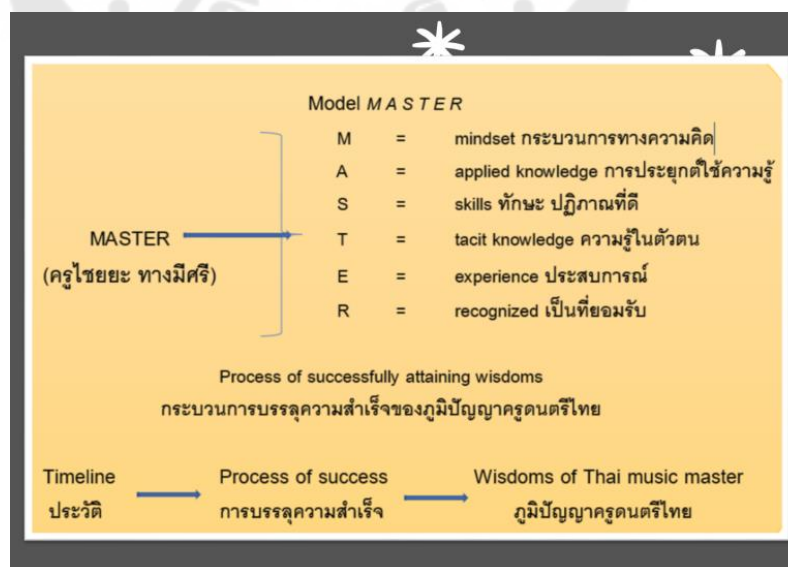 Model M A S T E R
M = mindset กระบวนการทางความคิด
A = applied knowledge การประยุกต์ใช้ความรู้
S = skills ทักษะ ปฏิภาณที่ดี
MASTER T = tacit knowledge ความรู้ในตัวตน
(ครูไชยยะ ทางมีศรี) E = experience ประสบการณ์
R = recognized เป็นที่ยอมรับ
Process of successfully attaining wisdoms
กระบวนการบรรลุความสำเร็จของภูมิปัญญาครูดนตรีไทย
Timeline Process of success Wisdoms of Thai music master
ประวัติ การบรรลุความสำเร็จ ภูมิปัญญาครูดนตรีไทย